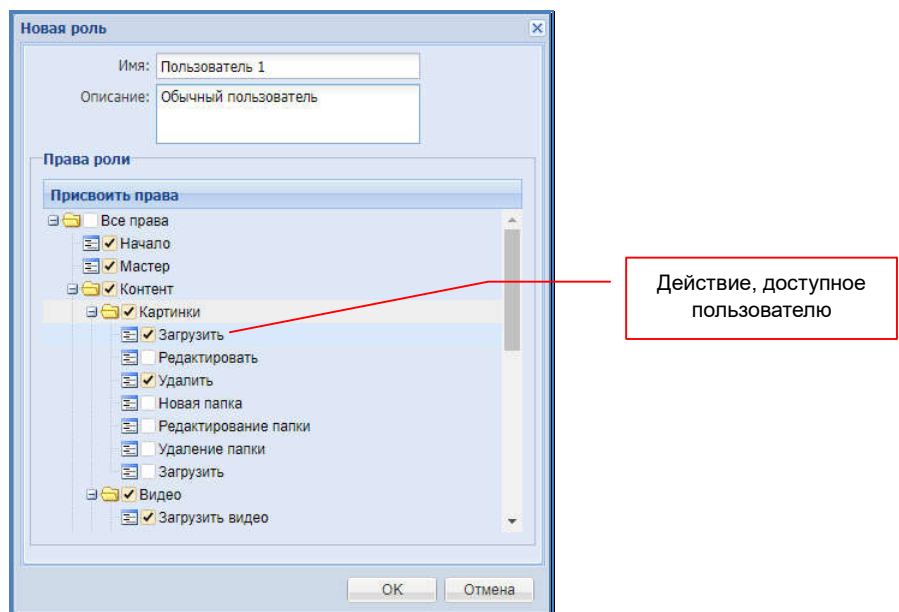 Новая роль
Имя: Пользователь 1
Описание: Обычный пользователь
Права роли
Присвоить права
Все права
Начало
Мастер
Контент
Картинки
Загрузить
Редактировать
Удалить
Новая папка
Редактирование папки
Удаление папки
Загрузить
Видео
Загрузить видео
OK Отмена
Действие, доступное
пользователю